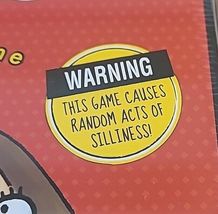 WARNING
THIS GAME CAUSES
RANDOM ACTS OF
SILLINESS!